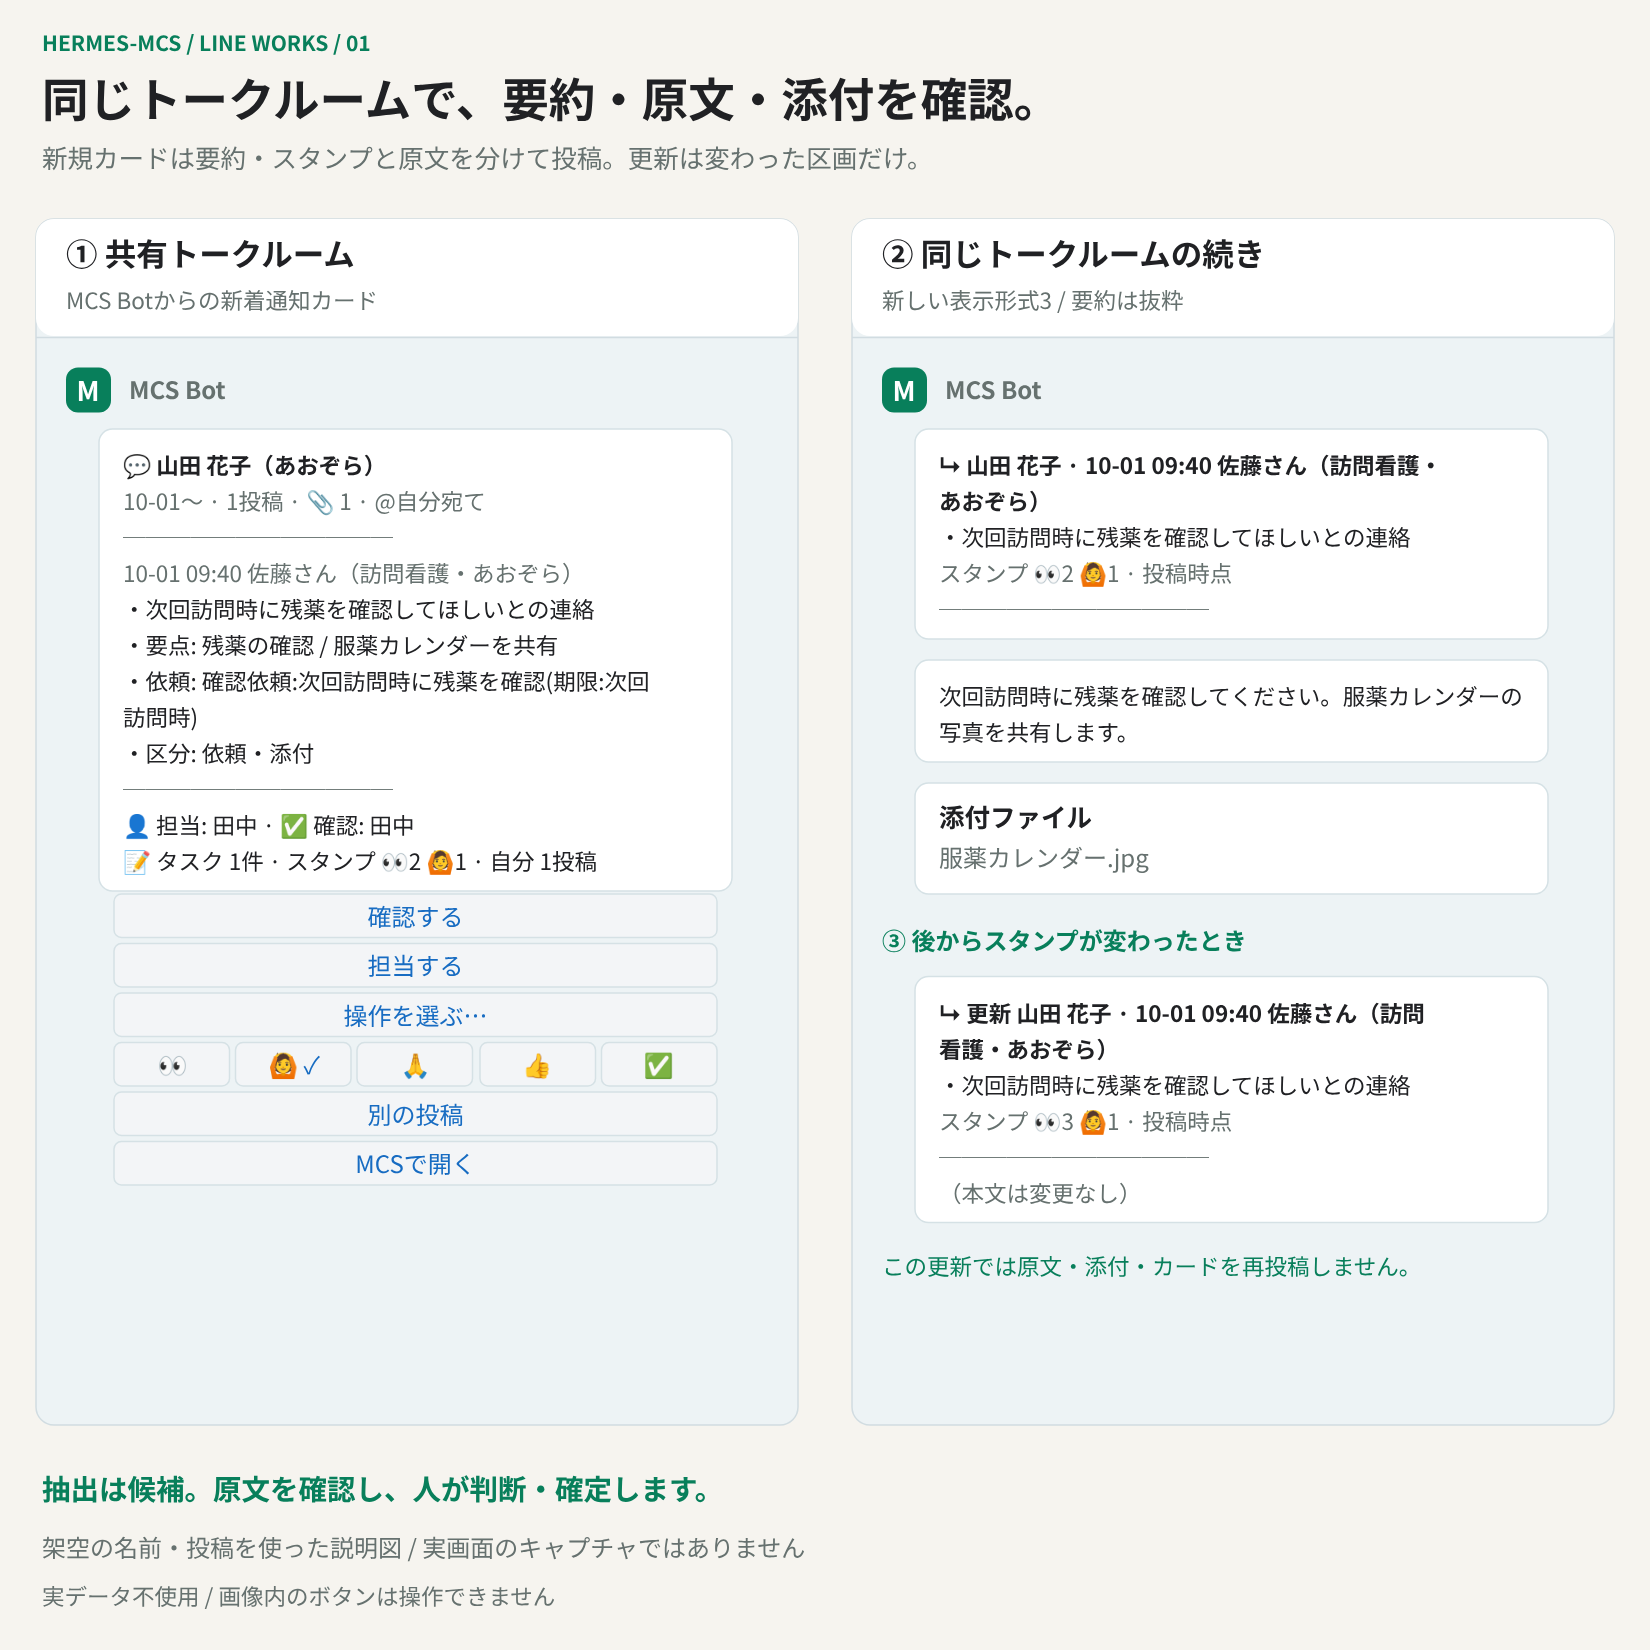 HERMES-MCS / LINE WORKS / 01
同じトークルームで、要約・原文・添付を確認。
新規カードは要約・スタンプと原文を分けて投稿。更新は変わった区画だけ。
① 共有トークルーム
MCS Botからの新着通知カード
M MCS Bot
💬 山田 花子（あおぞら）
10-01〜 · 1投稿 · 📎 1 · @自分宛て
10-01 09:40 佐藤さん（訪問看護・あおぞら）
・次回訪問時に残薬を確認してほしいとの連絡
・要点: 残薬の確認 / 服薬カレンダーを共有
・依頼: 確認依頼:次回訪問時に残薬を確認(期限:次回
訪問時)
・区分: 依頼・添付
👤 担当: 田中 · ✅ 確認: 田中
📝 タスク 1件 · スタンプ 👀2 🙆1 · 自分 1投稿
確認する
担当する
操作を選ぶ…
👀 🙆✓ 🙏 👍 ✅
別の投稿
MCSで開く
② 同じトークルームの続き
新しい表示形式3 / 要約は抜粋
M MCS Bot
↳ 山田 花子 · 10-01 09:40 佐藤さん（訪問看護・
あおぞら）
・次回訪問時に残薬を確認してほしいとの連絡
スタンプ 👀2 🙆1 · 投稿時点
次回訪問時に残薬を確認してください。服薬カレンダーの
写真を共有します。
添付ファイル
服薬カレンダー.jpg
③ 後からスタンプが変わったとき
↳ 更新 山田 花子 · 10-01 09:40 佐藤さん（訪問
看護・あおぞら）
・次回訪問時に残薬を確認してほしいとの連絡
スタンプ 👀3 🙆1 · 投稿時点
（本文は変更なし）
この更新では原文・添付・カードを再投稿しません。
抽出は候補。原文を確認し、人が判断・確定します。
架空の名前・投稿を使った説明図 / 実画面のキャプチャではありません
実データ不使用 / 画像内のボタンは操作できません